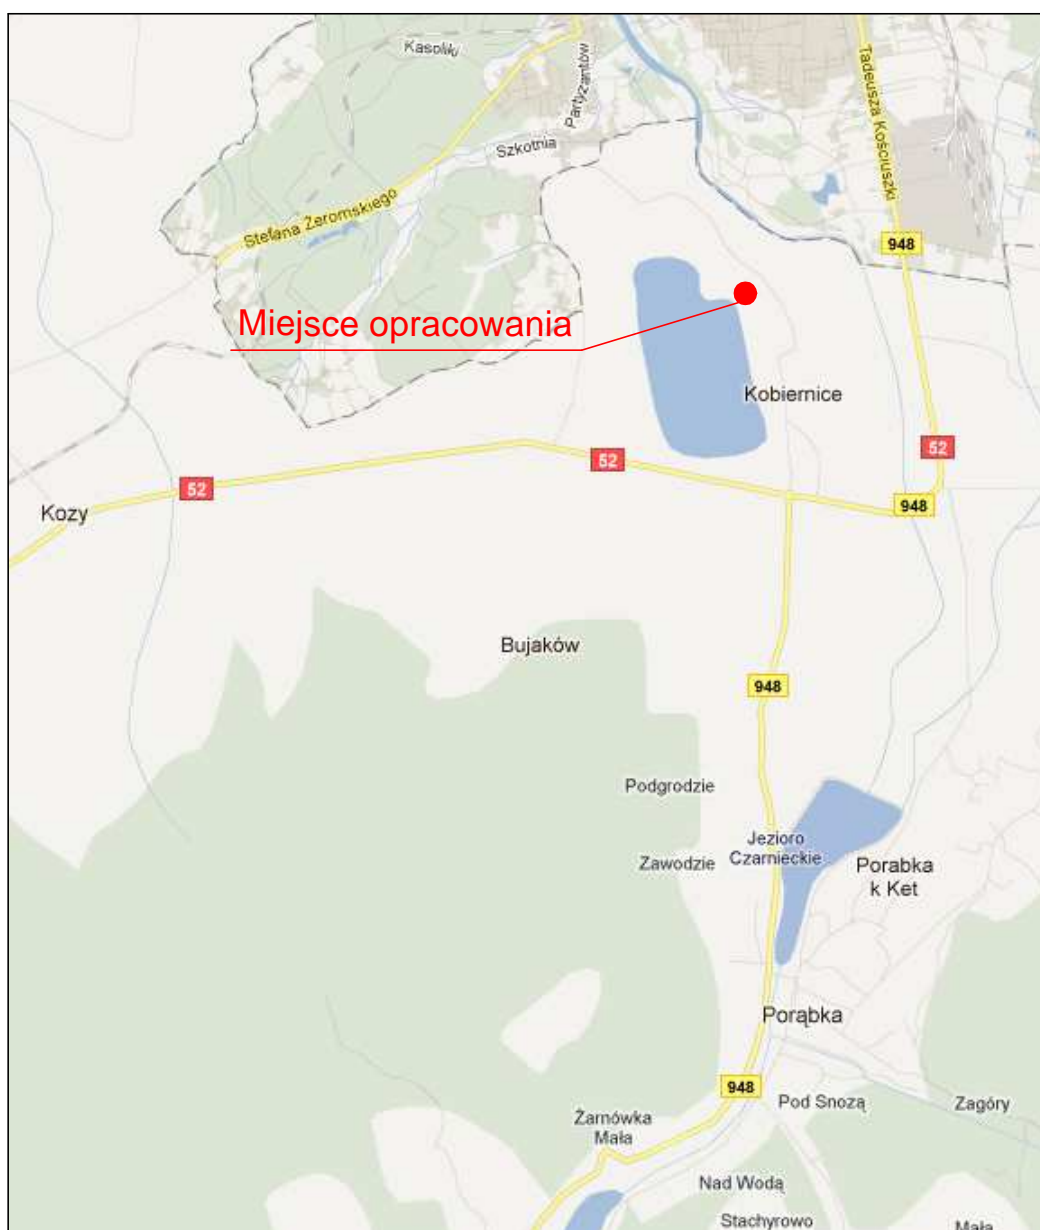 Kasoliki
Partyzantów
Tadeusza Kościuszki
Szkotnia
Stefana Żeromskiego
948
Miejsce opracowania
Kobiernice
52
52
52
948
Kozy
Bujaków
948
Podgrodzie
Jezioro
Czarnieckie
Zawodzie
Porabka
k Ket
Porąbka
948
Pod Snozą
Zagóry
Żarnówka
Mała
Nad Wodą
Stachyrowo
Mała